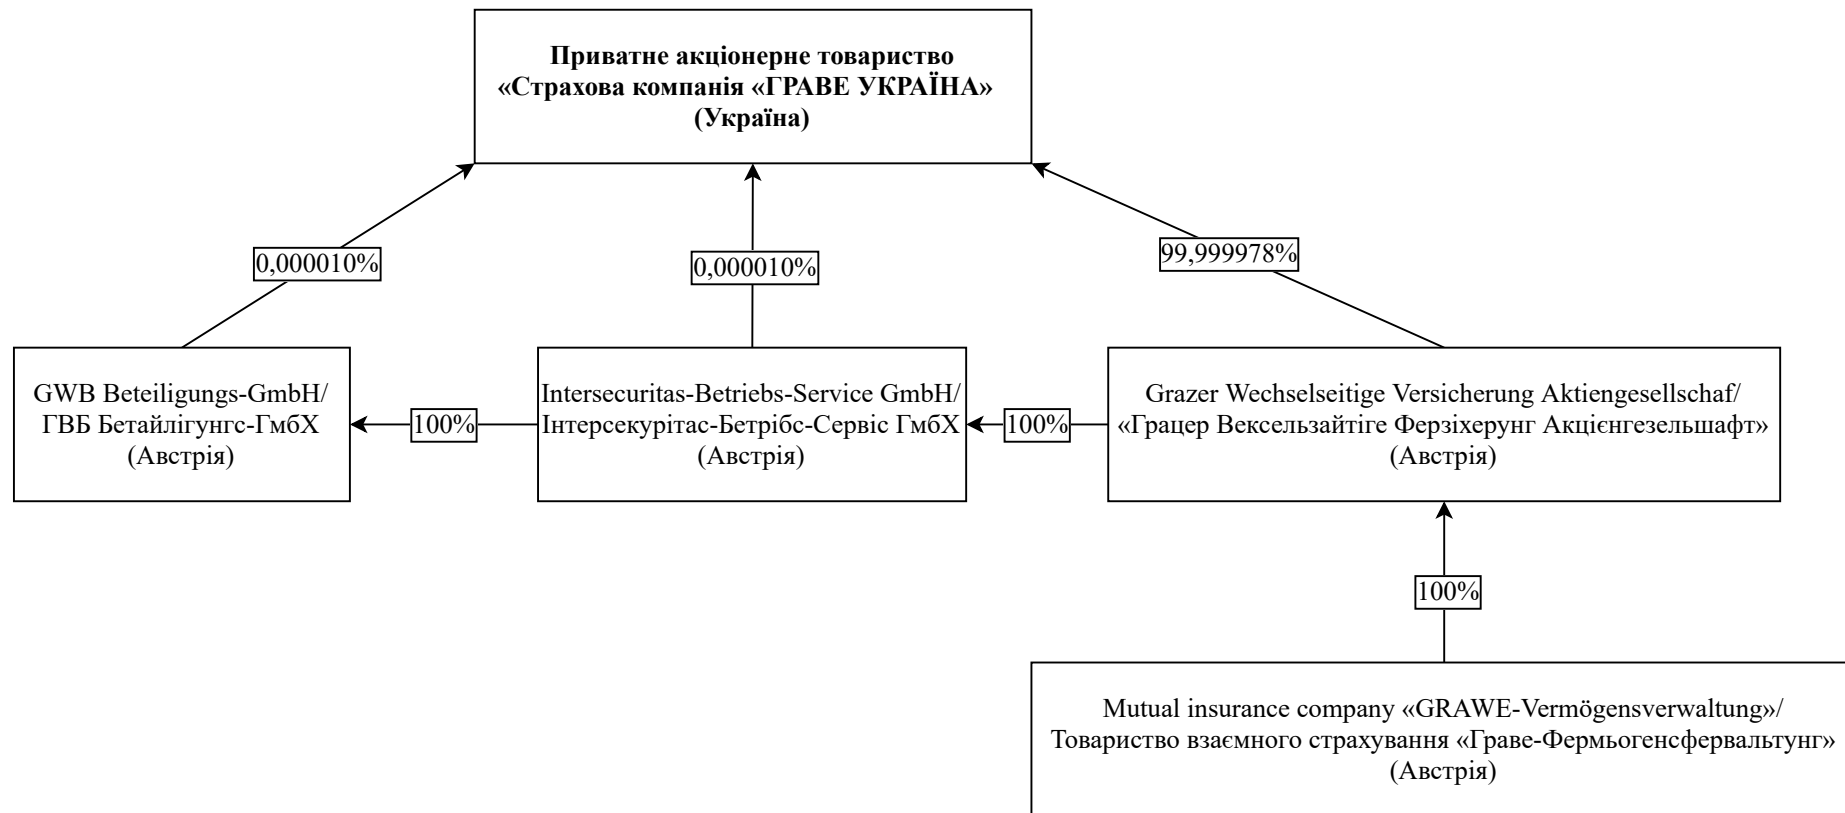 Приватне акціонерне товариство
«Страхова компанія «ГРАВЕ УКРАЇНА»
(Україна)
0,000010%
0,000010%
99,999978%
GWB Beteiligungs-GmbH/
ГВБ Бетайлігунгс-ГмбХ
(Австрія)
100%
Intersecuritas-Betriebs-Service GmbH/
Інтерсекурітас-Бетрібс-Сервіс ГмбХ
(Австрія)
100%
Grazer Wechselseitige Versicherung Aktiengesellschaf/
«Грацер Вексельзайтіге Ферзіхерунг Акцієнгезельшафт»
(Австрія)
100%
Mutual insurance company «GRAWE-Vermögensverwaltung»/
Товариство взаємного страхування «Граве-Фермьогенсфервальтунг»
(Австрія)